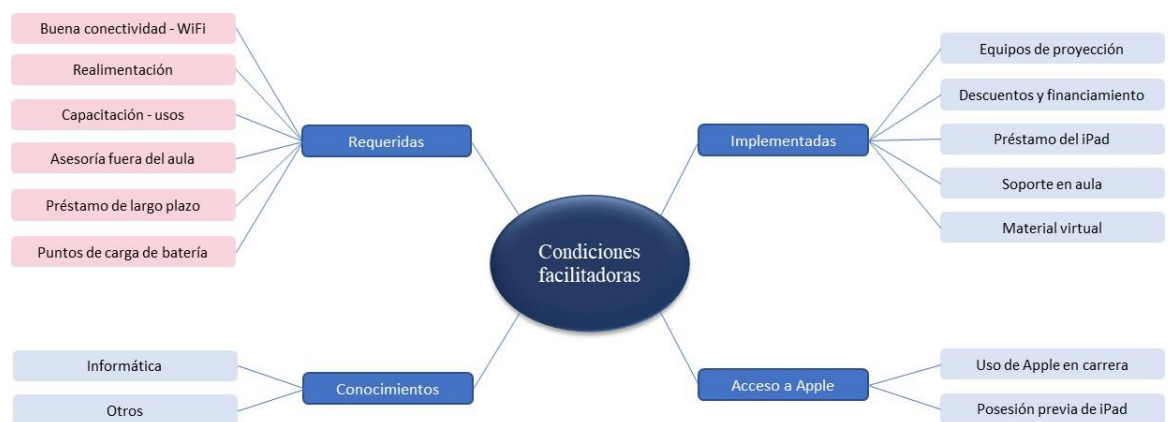 Buena conectividad - WiFi
Realimentación
Capacitación - usos
Asesoría fuera del aula
Préstamo de largo plazo
Puntos de carga de batería
Requeridas
Implementadas
Equipos de proyección
Descuentos y financiamiento
Préstamo del iPad
Soporte en aula
Material virtual
Condiciones
facilitadoras
Informática
Otros
Conocimientos
Acceso a Apple
Uso de Apple en carrera
Posesión previa de iPad